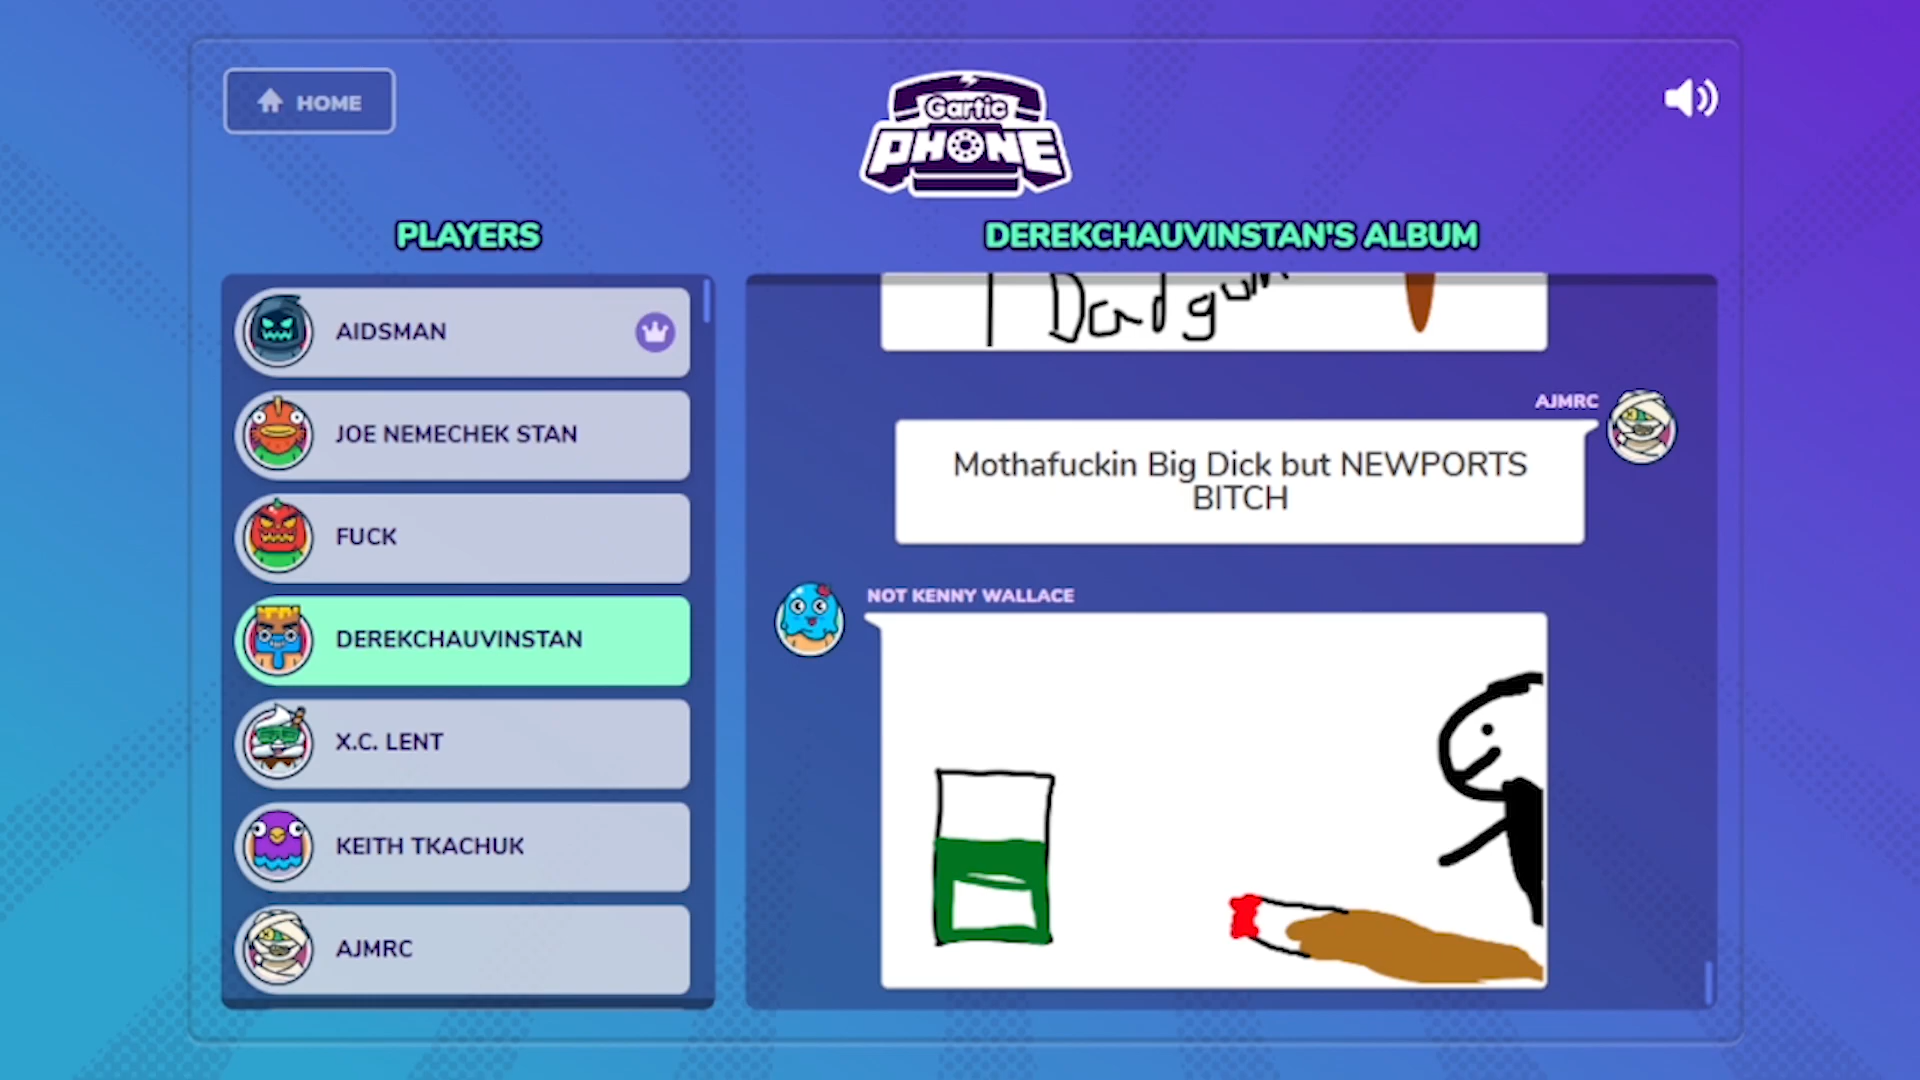 HOME
Gartic
PHONE
PLAYERS
DEREKCHAUVINSTAN'S ALBUM
AIDSMAN
JOE NEMECHEK STAN
FUCK
DEREKCHAUVINSTAN
X.C. LENT
KEITH TKACHUK
AJMRC
Dadgum
AJMRC
Mothafuckin Big Dick but NEWPORTS
BITCH
NOT KENNY WALLACE